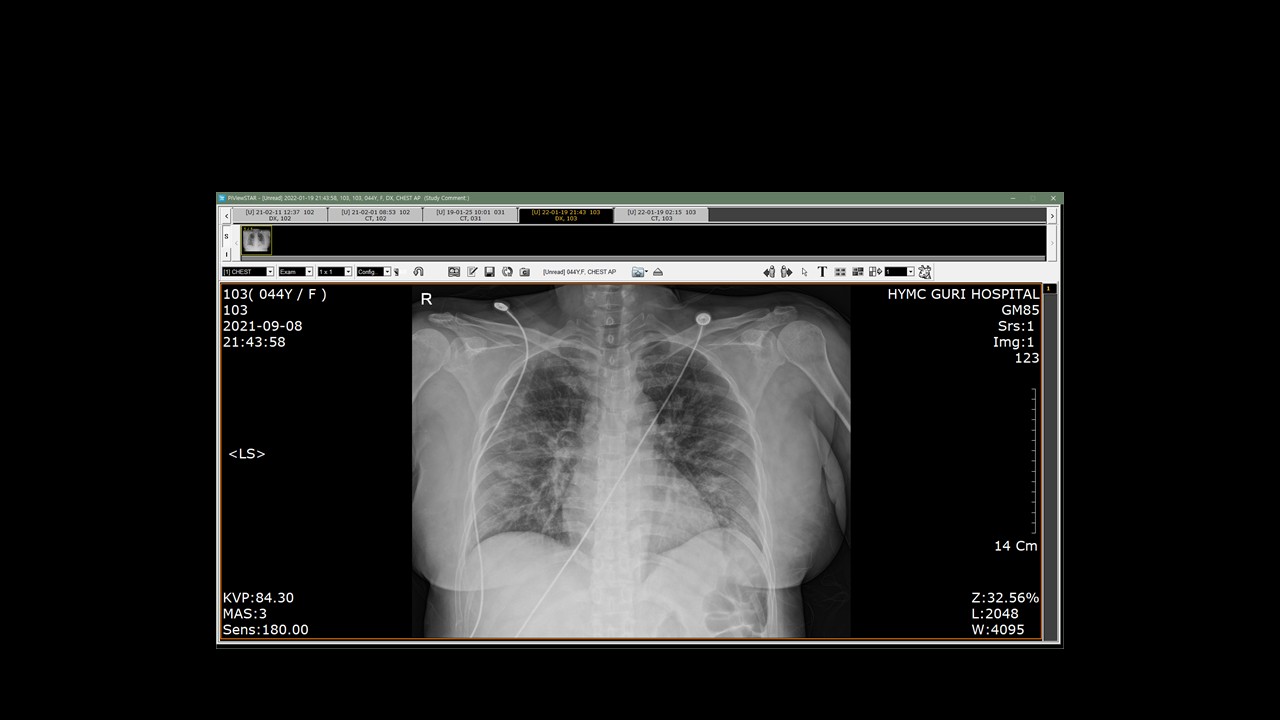 PiViewSTAR - [Unread] 2022-01-19 21:43:58, 103, 103, 044Y, F, DX, CHEST AP (Study Comment:)
[U] 21-02-11 12:37 102
DX, 102
[U] 21-02-01 08:53 102
CT, 102
[U] 19-01-25 10:01 031
CT, 031
[U] 22-01-19 21:43 103
DX, 103
[U] 22-01-19 02:15 103
CT, 103
S
I
[1] CHEST Exam 1 x 1 Config. [Unread] 044Y,F, CHEST AP T 1
103( 044Y / F )
103
2021-09-08
21:43:58
R
HYMC GURI HOSPITAL
GM85
Srs:1
Img:1
123
1
<LS>
14 Cm
KVP:84.30
MAS:3
Sens:180.00
Z:32.56%
L:2048
W:4095